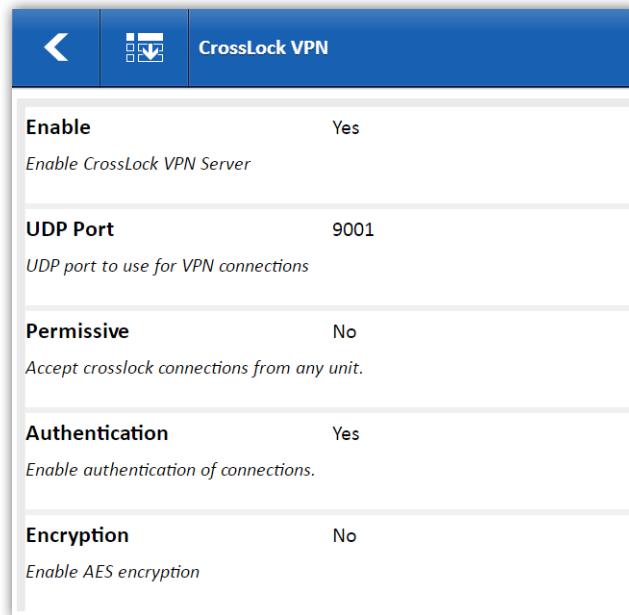 CrossLock VPN
Enable Yes
Enable CrossLock VPN Server
UDP Port 9001
UDP port to use for VPN connections
Permissive No
Accept crosslock connections from any unit.
Authentication Yes
Enable authentication of connections.
Encryption No
Enable AES encryption